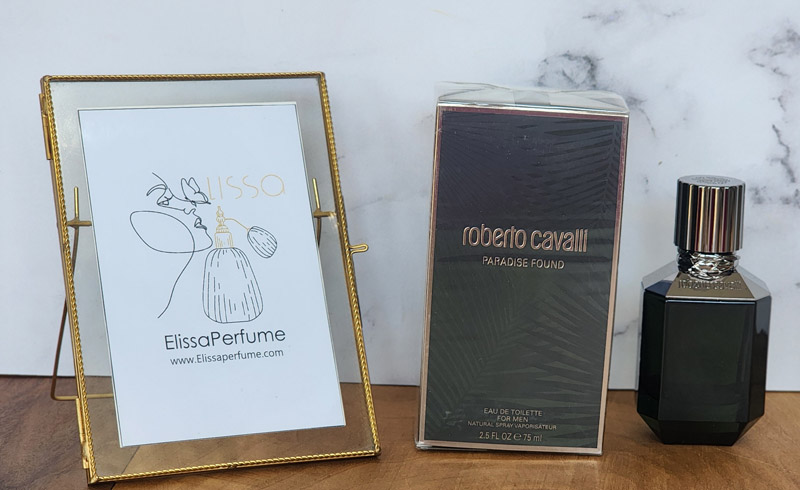 lissa
ElissaPerfume
www.Elissaperfume.com
roberto cavalli
PARADISE FOUND
EAU DE TOILETTE
FOR MEN
NATURAL SPRAY VAPORISATEUR
2.5 FL OZ ℮ 75 ml